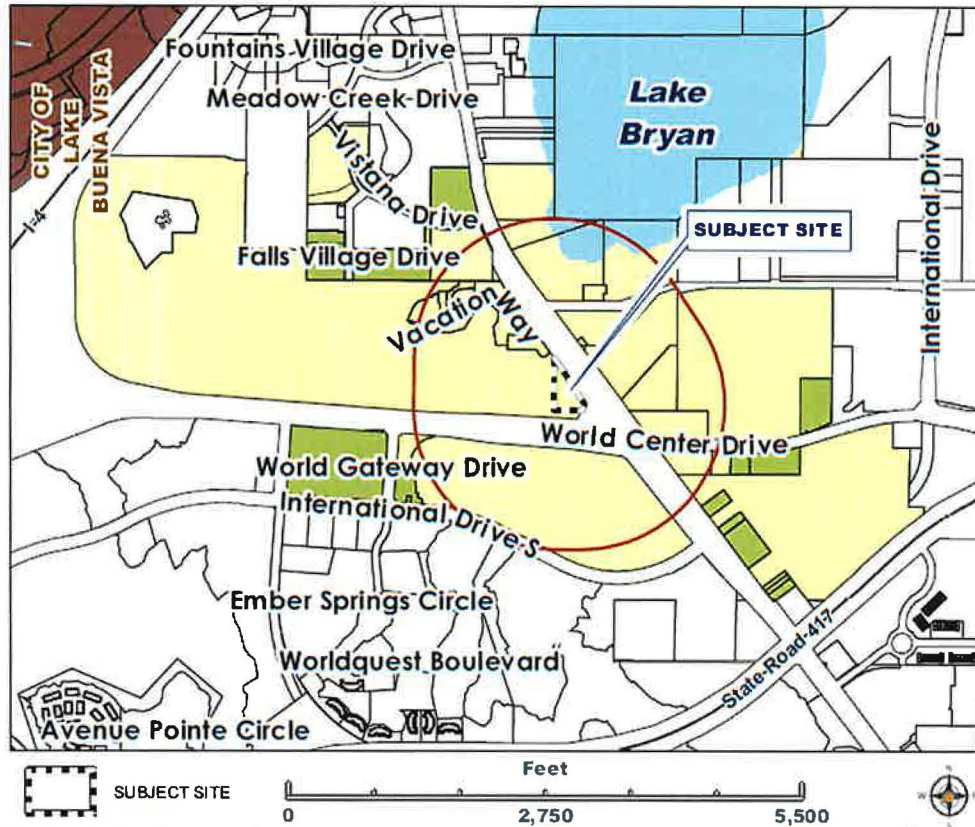 Fountains Village Drive
Meadow Creek Drive
CITY OF
LAKE
BUENA VISTA
I-4
Vistana Drive
Lake
Bryan
International Drive
SUBJECT SITE
Falls Village Drive
Vacation Way
World Center Drive
World Gateway Drive
International Drive S
Ember Springs Circle
Worldquest Boulevard
State Road 417
Avenue Pointe Circle
SUBJECT SITE
Feet
0 2,750 5,500
N
W E
S